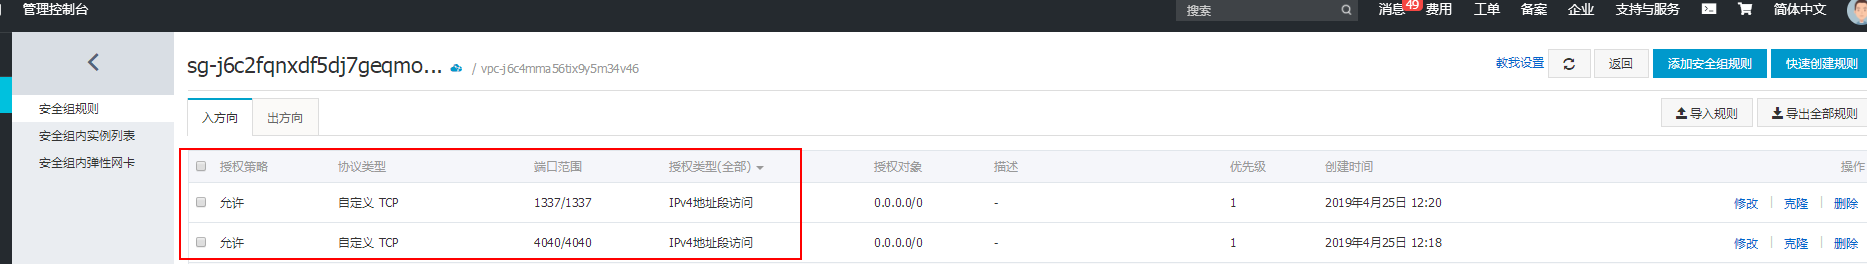 管理控制台 搜索 消息 49 费用 工单 备案 企业 支持与服务 简体中文
sg-j6c2fqnxdf5dj7geqmo... / vpc-j6c4mma56tix9y5m34v46 教我设置 返回 添加安全组规则 快速创建规则
安全组规则
安全组内实例列表
安全组内弹性网卡
入方向 出方向 导入规则 导出全部规则
授权策略 协议类型 端口范围 授权类型(全部) 授权对象 描述 优先级 创建时间 操作
允许 自定义 TCP 1337/1337 IPv4地址段访问 0.0.0.0/0 - 1 2019年4月25日 12:20 修改 克隆 删除
允许 自定义 TCP 4040/4040 IPv4地址段访问 0.0.0.0/0 - 1 2019年4月25日 12:18 修改 克隆 删除